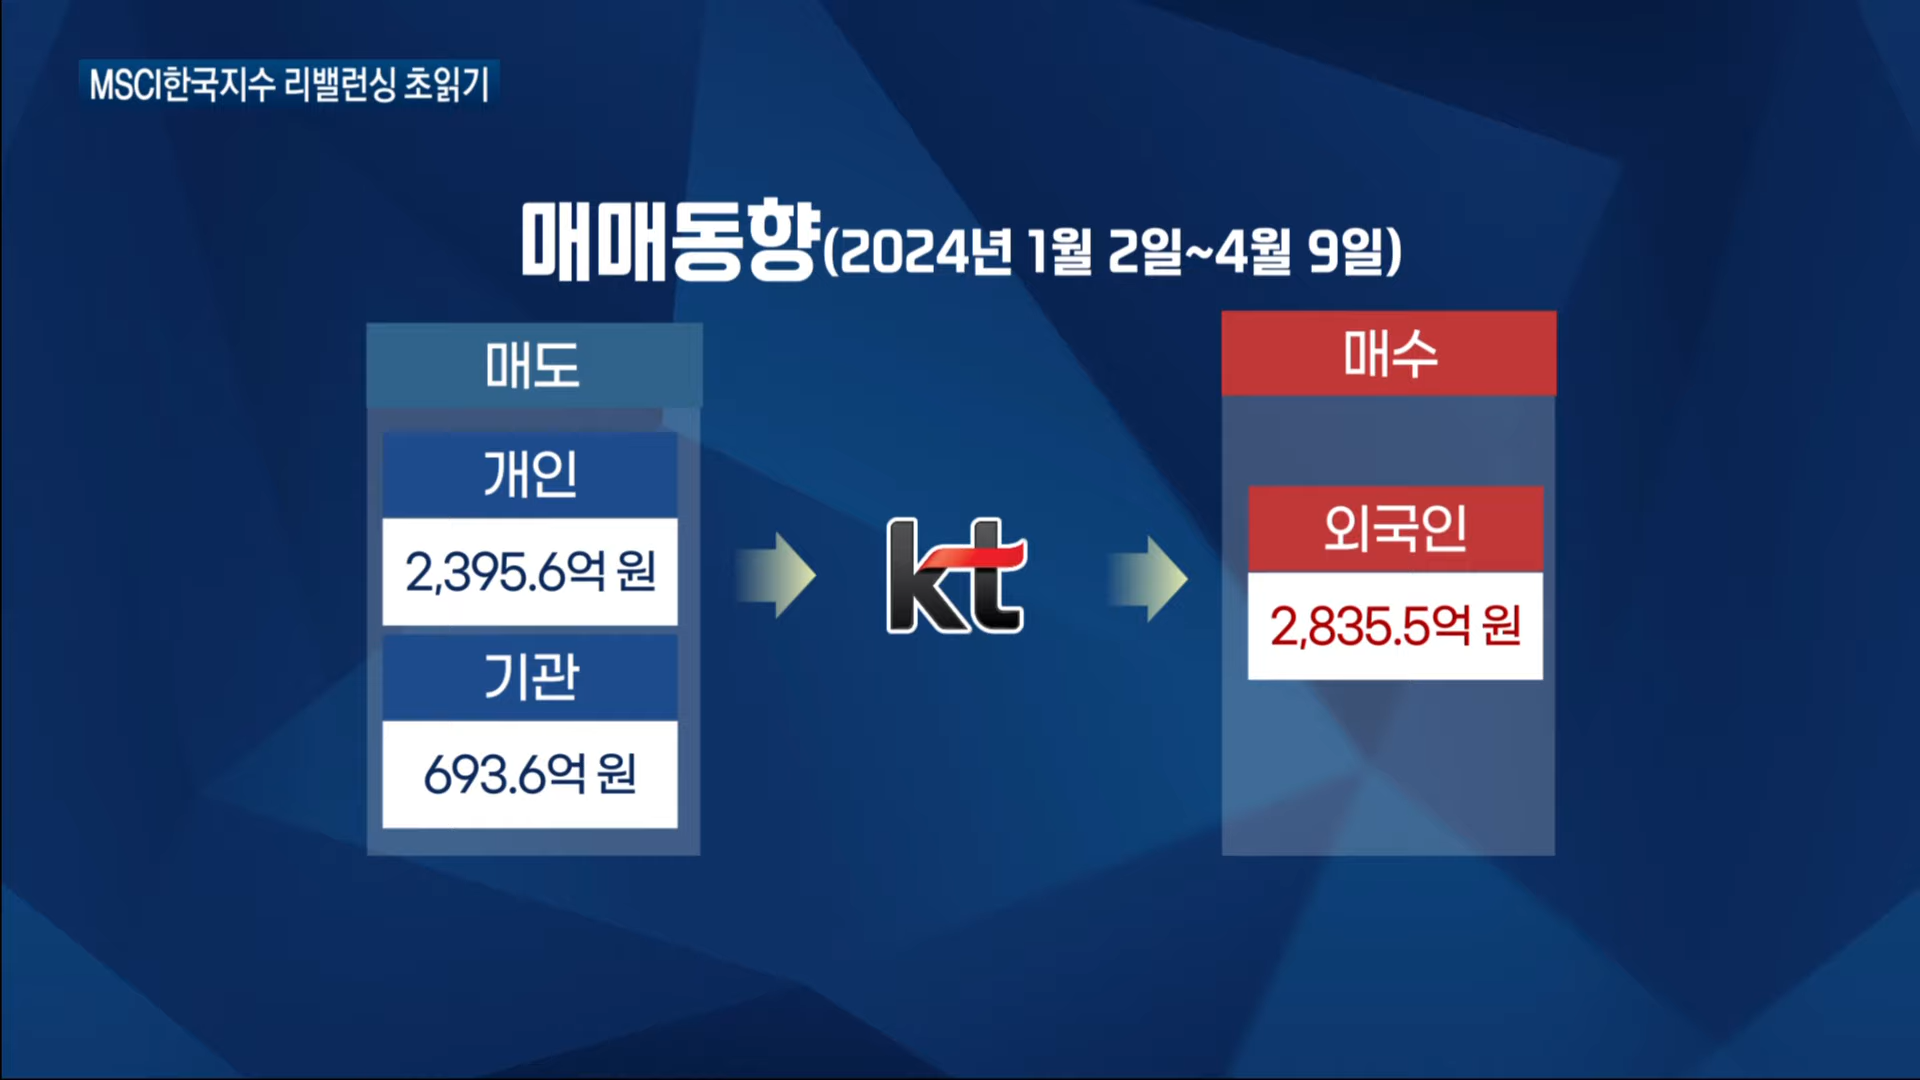 MSCI한국지수 리밸런싱 초읽기
매매동향(2024년 1월 2일~4월 9일)
매도
개인
2,395.6억 원
기관
693.6억 원
kt
매수
외국인
2,835.5억 원